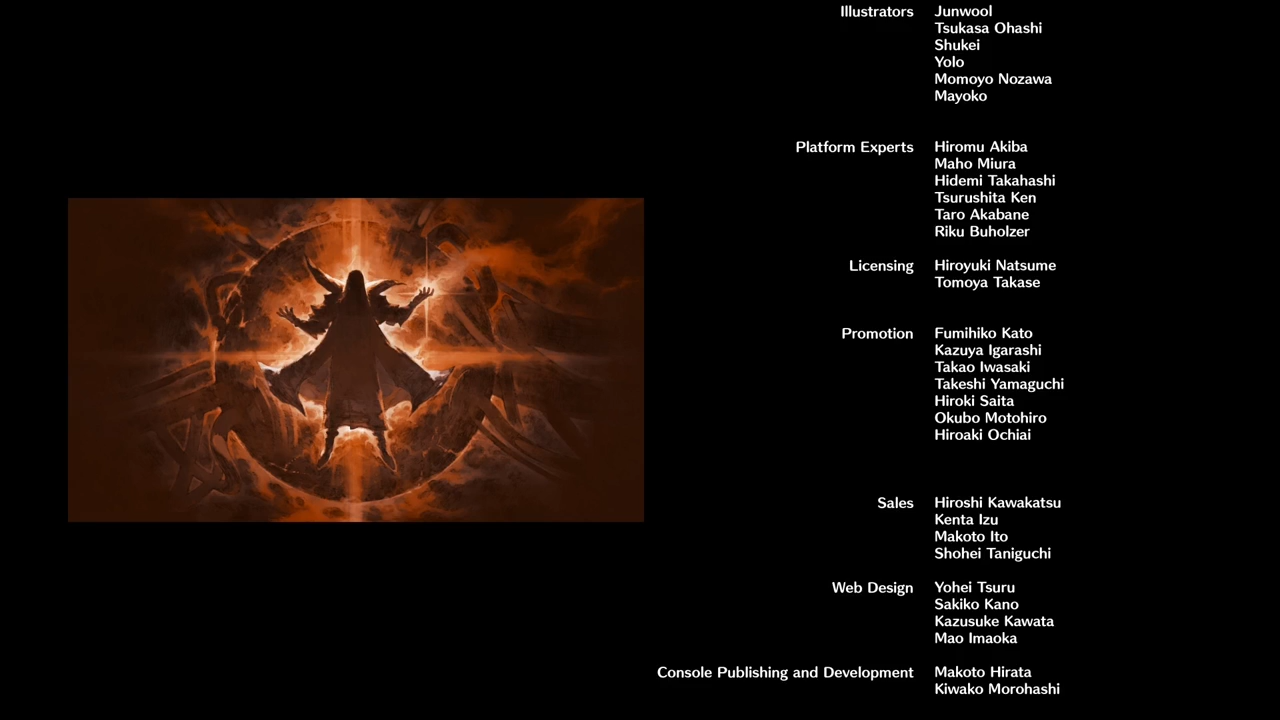 Illustrators Junwool
Tsukasa Ohashi
Shukei
Yolo
Momoyo Nozawa
Mayoko
Platform Experts Hiromu Akiba
Maho Miura
Hidemi Takahashi
Tsurushita Ken
Taro Akabane
Riku Buholzer
Licensing Hiroyuki Natsume
Tomoya Takase
Promotion Fumihiko Kato
Kazuya Igarashi
Takao Iwasaki
Takeshi Yamaguchi
Hiroki Saita
Okubo Motohiro
Hiroaki Ochiai
Sales Hiroshi Kawakatsu
Kenta Izu
Makoto Ito
Shohei Taniguchi
Web Design Yohei Tsuru
Sakiko Kano
Kazusuke Kawata
Mao Imaoka
Console Publishing and Development Makoto Hirata
Kiwako Morohashi